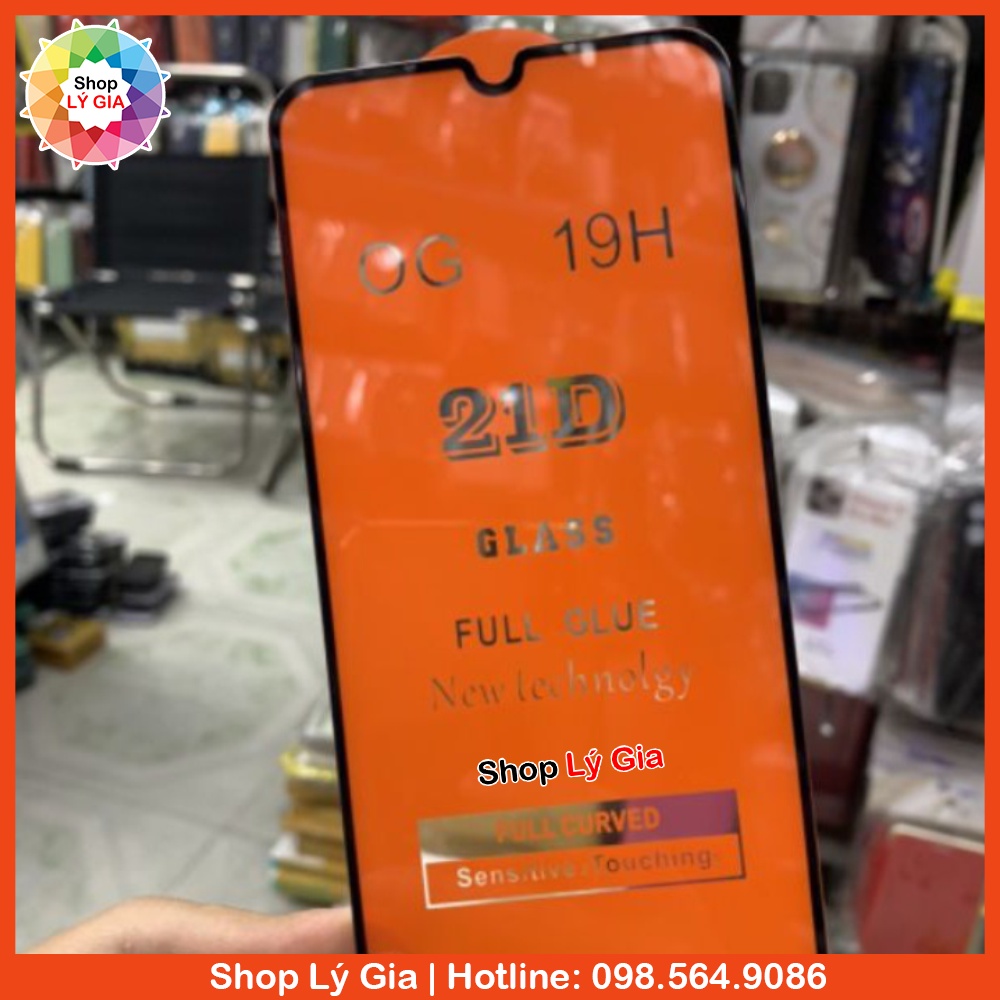 Shop
LÝ GIA
OG 19H
21D
GLASS
FULL GLUE
New technolgy
Shop Lý Gia
FULL CURVED
Sensitive Touching
Shop Lý Gia | Hotline: 098.564.9086